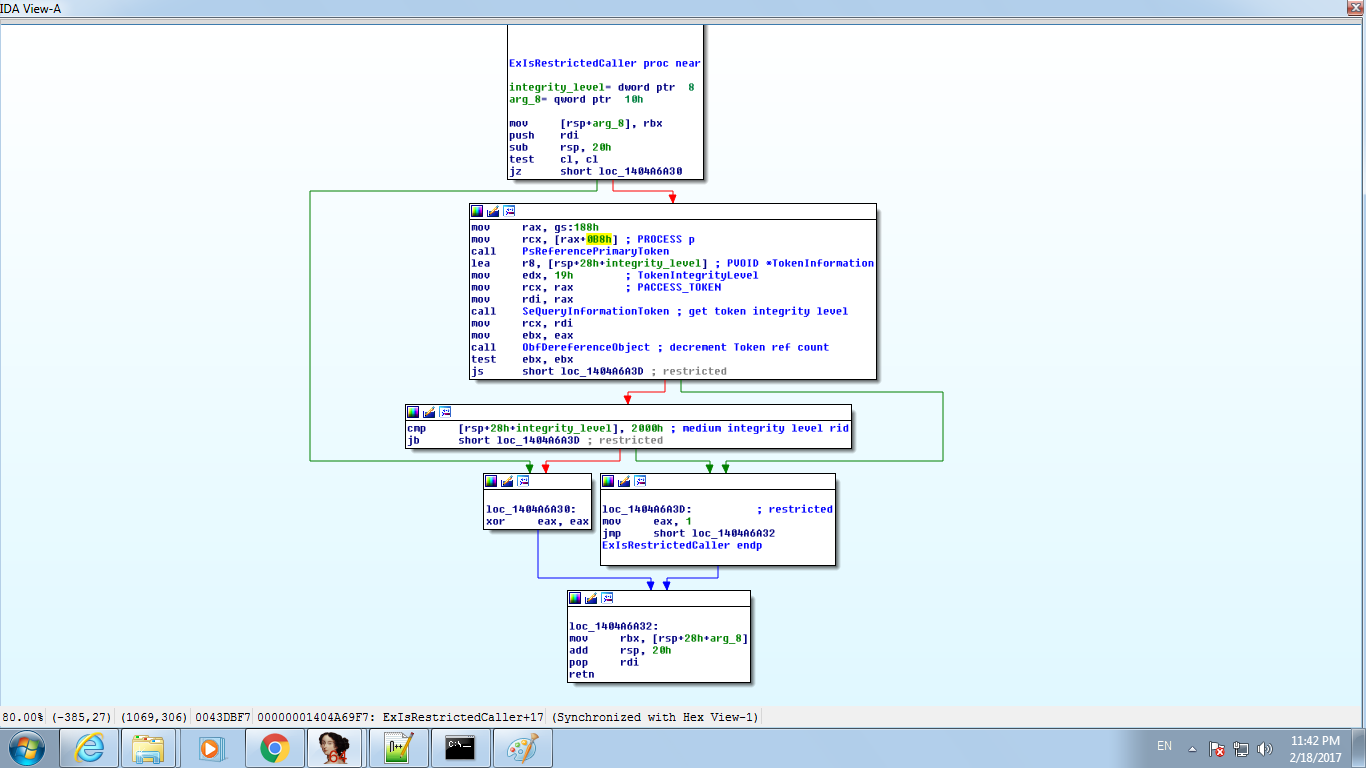 IDA View-A
ExIsRestrictedCaller proc near
integrity_level= dword ptr  8
arg_8= qword ptr  10h
mov     [rsp+arg_8], rbx
push    rdi
sub     rsp, 20h
test    cl, cl
jz      short loc_1404A6A30
mov     rax, gs:188h
mov     rcx, [rax+0B8h] ; PROCESS p
call    PsReferencePrimaryToken
lea     r8, [rsp+28h+integrity_level] ; PVOID *TokenInformation
mov     edx, 19h        ; TokenIntegrityLevel
mov     rcx, rax        ; PACCESS_TOKEN
mov     rdi, rax
call    SeQueryInformationToken ; get token integrity level
mov     rcx, rdi
mov     ebx, eax
call    ObfDereferenceObject ; decrement Token ref count
test    ebx, ebx
js      short loc_1404A6A3D ; restricted
cmp     [rsp+28h+integrity_level], 2000h ; medium integrity level rid
jb      short loc_1404A6A3D ; restricted
loc_1404A6A30:
xor     eax, eax
loc_1404A6A3D:         ; restricted
mov     eax, 1
jmp     short loc_1404A6A32
ExIsRestrictedCaller endp
loc_1404A6A32:
mov     rbx, [rsp+28h+arg_8]
add     rsp, 20h
pop     rdi
retn
80.00% (-385,27) (1069,306) 0043DBF7 00000001404A69F7: ExIsRestrictedCaller+17 (Synchronized with Hex View-1)
64
EN
11:42 PM
2/18/2017